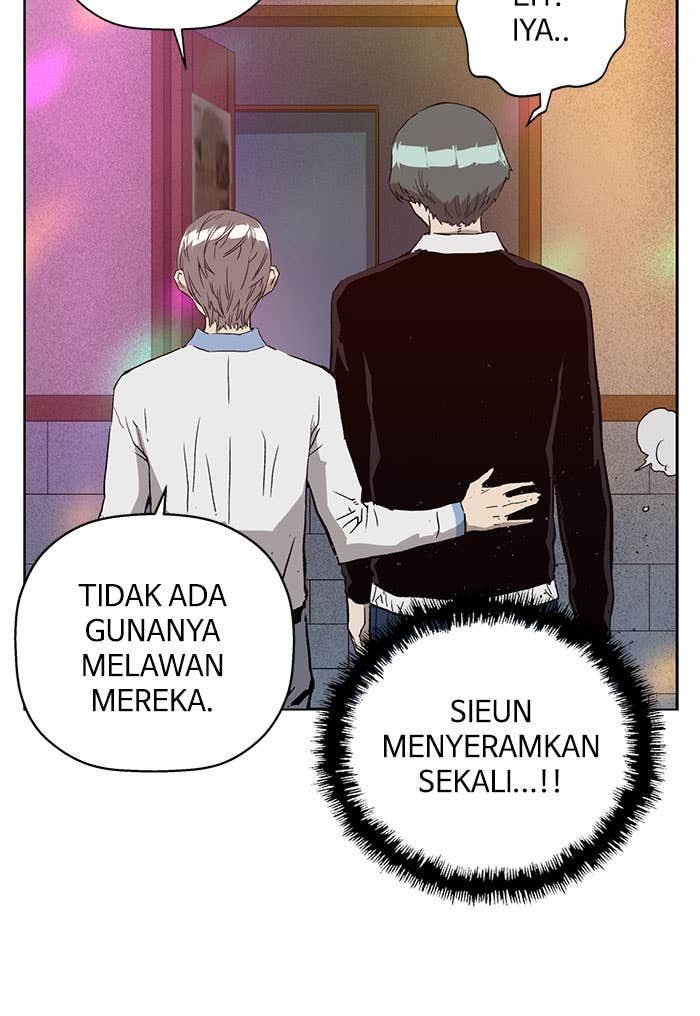 IYA..
TIDAK ADA
GUNANYA
MELAWAN
MEREKA.
SIEUN
MENYERAMKAN
SEKALI...!!